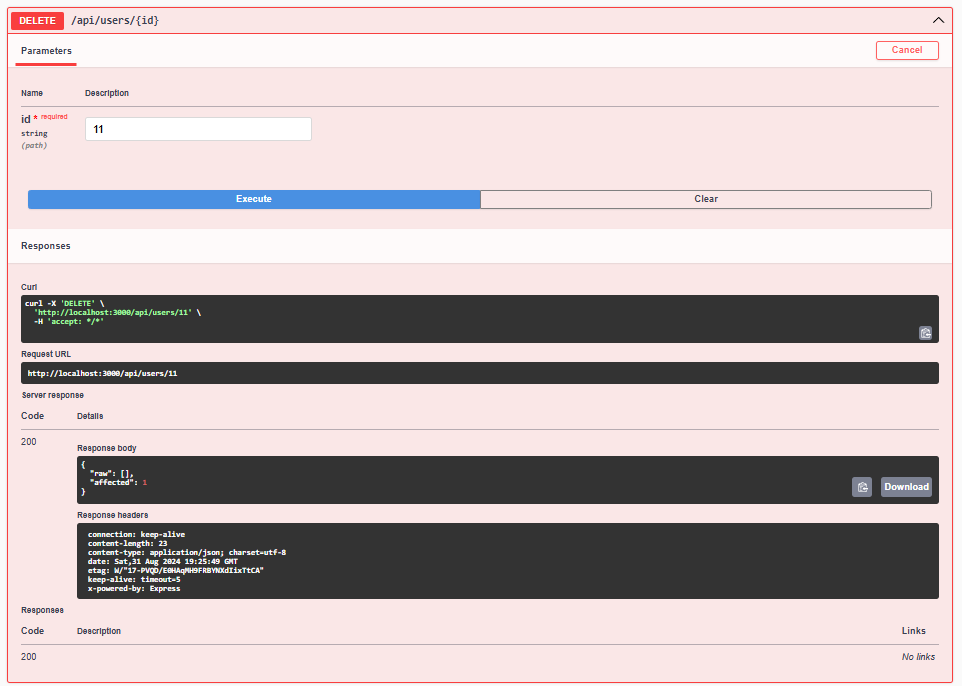 DELETE /api/users/{id}
Parameters
Cancel
Name Description
id * required
string
(path)
11
Execute Clear
Responses
Curl
curl -X 'DELETE' \
'http://localhost:3000/api/users/11' \
-H 'accept: */*'
Request URL
http://localhost:3000/api/users/11
Server response
Code Details
200
Response body
{
"raw": [],
"affected": 1
}
Download
Response headers
connection: keep-alive
content-length: 23
content-type: application/json; charset=utf-8
date: Sat,31 Aug 2024 19:25:49 GMT
etag: W/"17-PVQD/E0HAqMH9FRBYNXdIixTtCA"
keep-alive: timeout=5
x-powered-by: Express
Responses
Code Description Links
200 No links